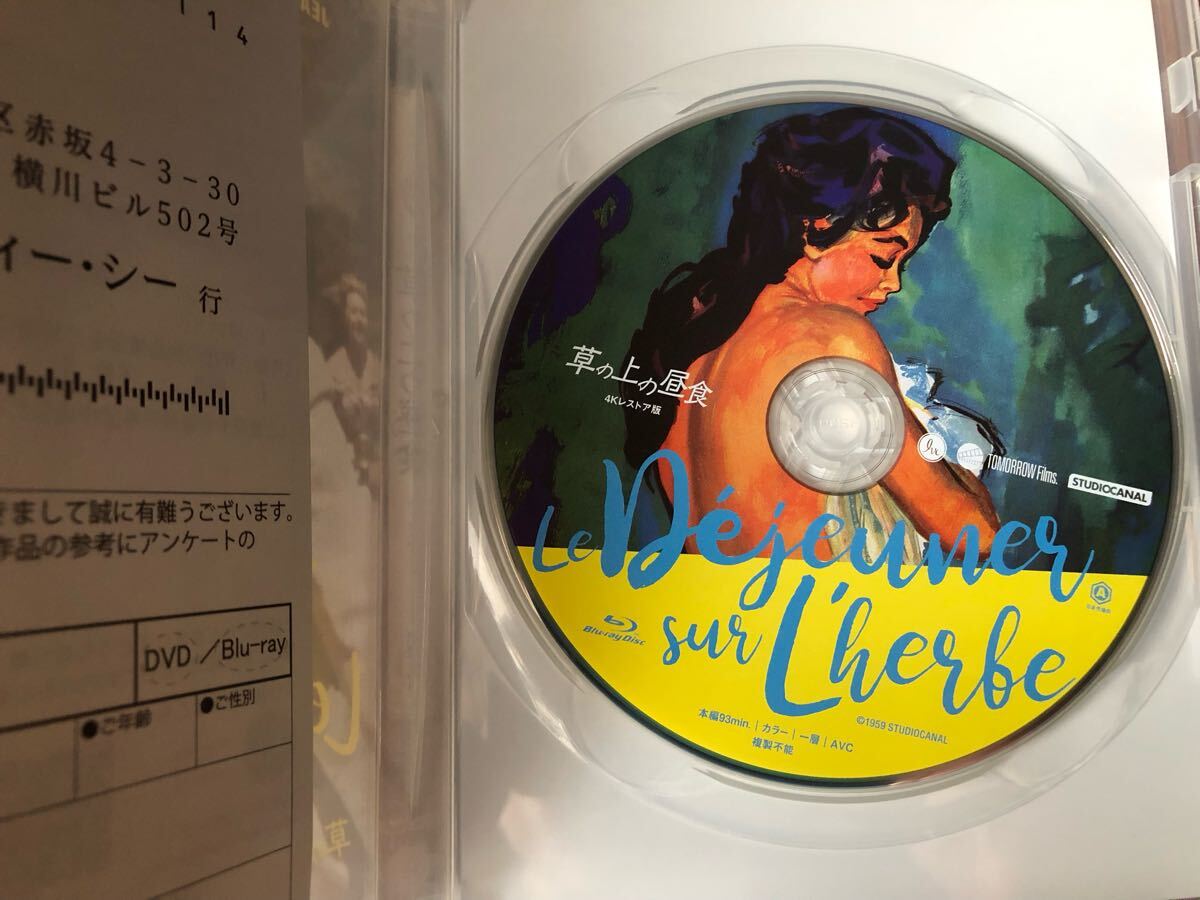 114
区赤坂4-3-30
横川ビル502号
ィー・シー 行
きまして誠に有難うございます。
作品の参考にアンケートの
DVD / Blu-ray
●ご年齢
●ご性別
草の上の昼食
4Kレストア版
ivc
TOMORROW Films.
STUDIOCANAL
Le Déjeuner
sur L'herbe
Blu-ray Disc
本編93min.|カラー|一層|AVC
複製不能
©1959 STUDIOCANAL